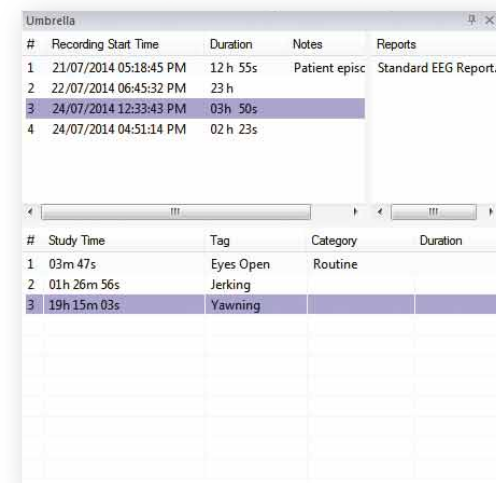 Umbrella
# Recording Start Time Duration Notes Reports
1 21/07/2014 05:18:45 PM 12 h 55s Patient episc Standard EEG Report.
2 22/07/2014 06:45:32 PM 23 h
3 24/07/2014 12:33:43 PM 03h 50s
4 24/07/2014 04:51:14 PM 02 h 23s
# Study Time Tag Category Duration
1 03m 47s Eyes Open Routine
2 01h 26m 56s Jerking
3 19h 15m 03s Yawning